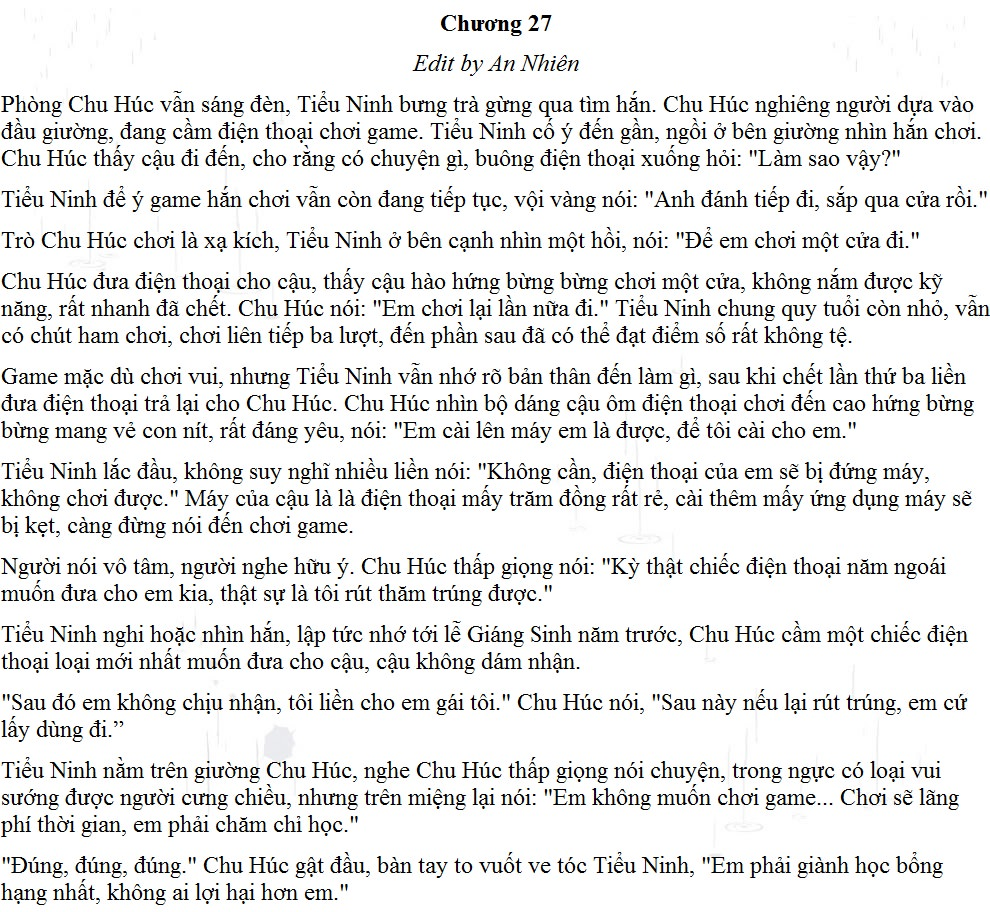 Chương 27
Edit by An Nhiên
Phòng Chu Húc vẫn sáng đèn, Tiểu Ninh bưng trà gừng qua tìm hắn. Chu Húc nghiêng người dựa vào
đầu giường, đang cầm điện thoại chơi game. Tiểu Ninh cố ý đến gần, ngồi ở bên giường nhìn hắn chơi.
Chu Húc thấy cậu đi đến, cho rằng có chuyện gì, buông điện thoại xuống hỏi: "Làm sao vậy?"
Tiểu Ninh để ý game hắn chơi vẫn còn đang tiếp tục, vội vàng nói: "Anh đánh tiếp đi, sắp qua cửa rồi."
Trò Chu Húc chơi là xạ kích, Tiểu Ninh ở bên cạnh nhìn một hồi, nói: "Để em chơi một cửa đi."
Chu Húc đưa điện thoại cho cậu, thấy cậu hào hứng bừng bừng chơi một cửa, không nắm được kỹ
năng, rất nhanh đã chết. Chu Húc nói: "Em chơi lại lần nữa đi." Tiểu Ninh chung quy tuổi còn nhỏ, vẫn
có chút ham chơi, chơi liên tiếp ba lượt, đến phần sau đã có thể đạt điểm số rất không tệ.
Game mặc dù chơi vui, nhưng Tiểu Ninh vẫn nhớ rõ bản thân đến làm gì, sau khi chết lần thứ ba liền
đưa điện thoại trả lại cho Chu Húc. Chu Húc nhìn bộ dáng cậu ôm điện thoại chơi đến cao hứng bừng
bừng mang vẻ con nít, rất đáng yêu, nói: "Em cài lên máy em là được, để tôi cài cho em."
Tiểu Ninh lắc đầu, không suy nghĩ nhiều liền nói: "Không cần, điện thoại của em sẽ bị đứng máy,
không chơi được." Máy của cậu là là điện thoại mấy trăm đồng rất rẻ, cài thêm mấy ứng dụng máy sẽ
bị kẹt, càng đừng nói đến chơi game.
Người nói vô tâm, người nghe hữu ý. Chu Húc thấp giọng nói: "Kỳ thật chiếc điện thoại năm ngoái
muốn đưa cho em kia, thật sự là tôi rút thăm trúng được."
Tiểu Ninh nghi hoặc nhìn hắn, lập tức nhớ tới lễ Giáng Sinh năm trước, Chu Húc cầm một chiếc điện
thoại loại mới nhất muốn đưa cho cậu, cậu không dám nhận.
"Sau đó em không chịu nhận, tôi liền cho em gái tôi." Chu Húc nói, "Sau này nếu lại rút trúng, em cứ
lấy dùng đi.”
Tiểu Ninh nằm trên giường Chu Húc, nghe Chu Húc thấp giọng nói chuyện, trong ngực có loại vui
sướng được người cưng chiều, nhưng trên miệng lại nói: "Em không muốn chơi game... Chơi sẽ lãng
phí thời gian, em phải chăm chỉ học."
"Đúng, đúng, đúng." Chu Húc gật đầu, bàn tay to vuốt ve tóc Tiểu Ninh, "Em phải giành học bổng
hạng nhất, không ai lợi hại hơn em."